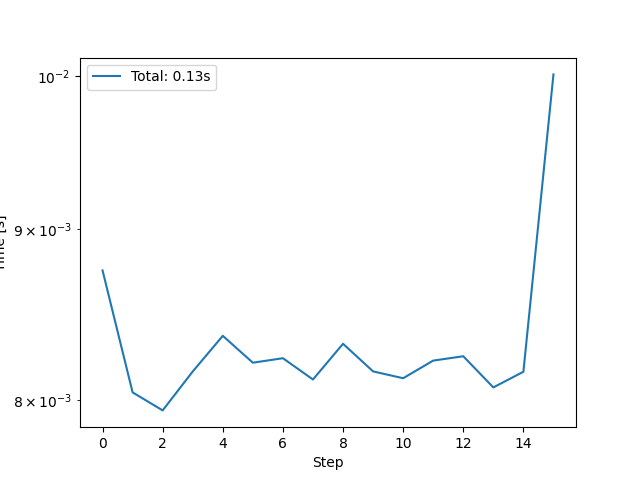 Total: 0.13s
10⁻²
9 × 10⁻³
8 × 10⁻³
Time [s]
0 2 4 6 8 10 12 14
Step